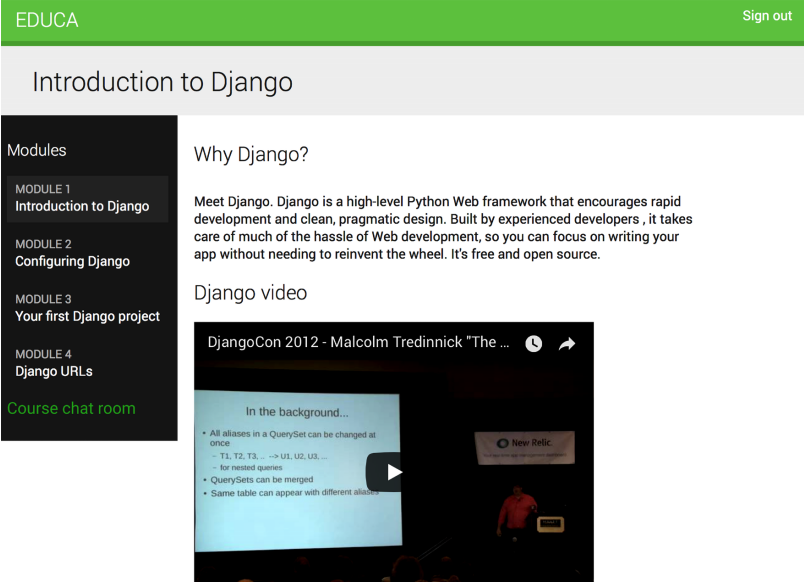 EDUCA
Sign out
Introduction to Django
Modules
MODULE 1
Introduction to Django
MODULE 2
Configuring Django
MODULE 3
Your first Django project
MODULE 4
Django URLs
Course chat room
Why Django?
Meet Django. Django is a high-level Python Web framework that encourages rapid
development and clean, pragmatic design. Built by experienced developers , it takes
care of much of the hassle of Web development, so you can focus on writing your
app without needing to reinvent the wheel. It's free and open source.
Django video
DjangoCon 2012 - Malcolm Tredinnick "The ...
In the background...
• All aliases in a QuerySet can be changed at
once
– T1, T2, T3, .. --> U1, U2, U3, ...
– for nested queries
• QuerySets can be merged
• Same table can appear with different aliases
New Relic.